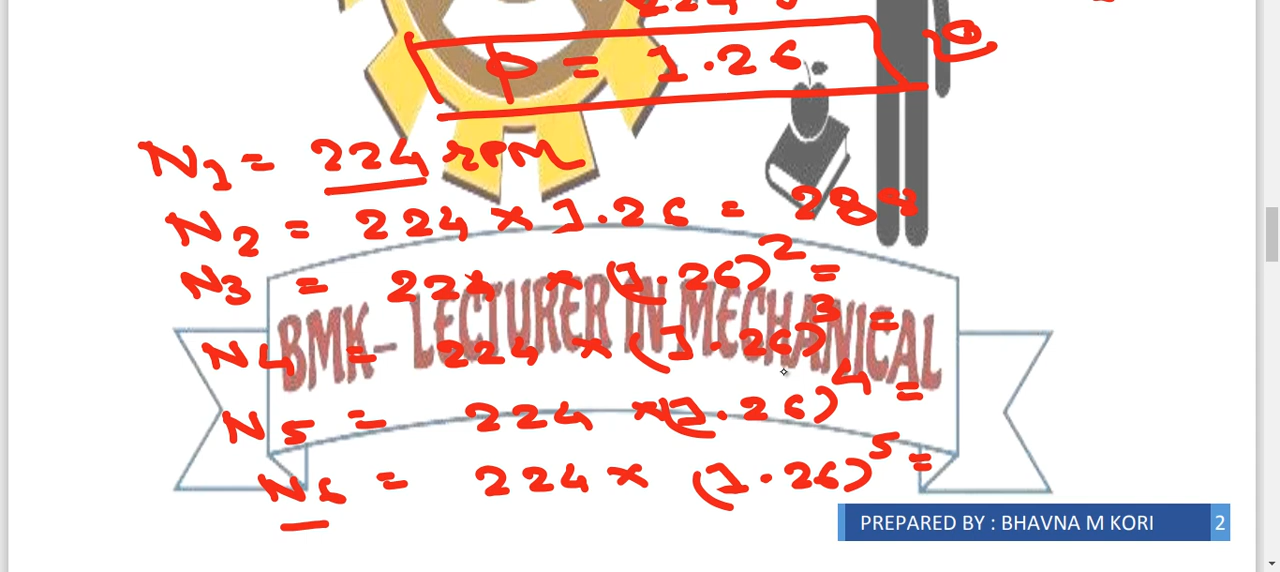 φ = 1.26
N1 = 224 rpm
N2 = 224 × 1.26 = 284
N3 = 224 × (1.26)² =
N4 = 224 × (1.26)³ =
BMK– LECTURER IN MECHANICAL
N5 = 224 × (1.26)⁴ =
N6 = 224 × (1.26)⁵ =
PREPARED BY : BHAVNA M KORI 2